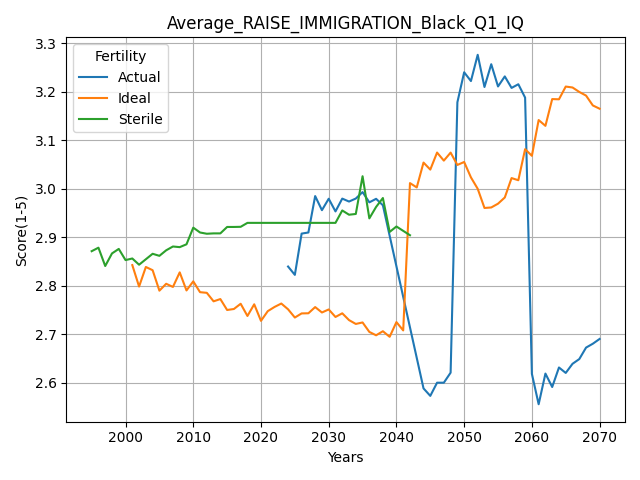 Average_RAISE_IMMIGRATION_Black_Q1_IQ
Score(1-5)
3.3
3.2
3.1
3.0
2.9
2.8
2.7
2.6
Fertility
Actual
Ideal
Sterile
2000 2010 2020 2030 2040 2050 2060 2070
Years